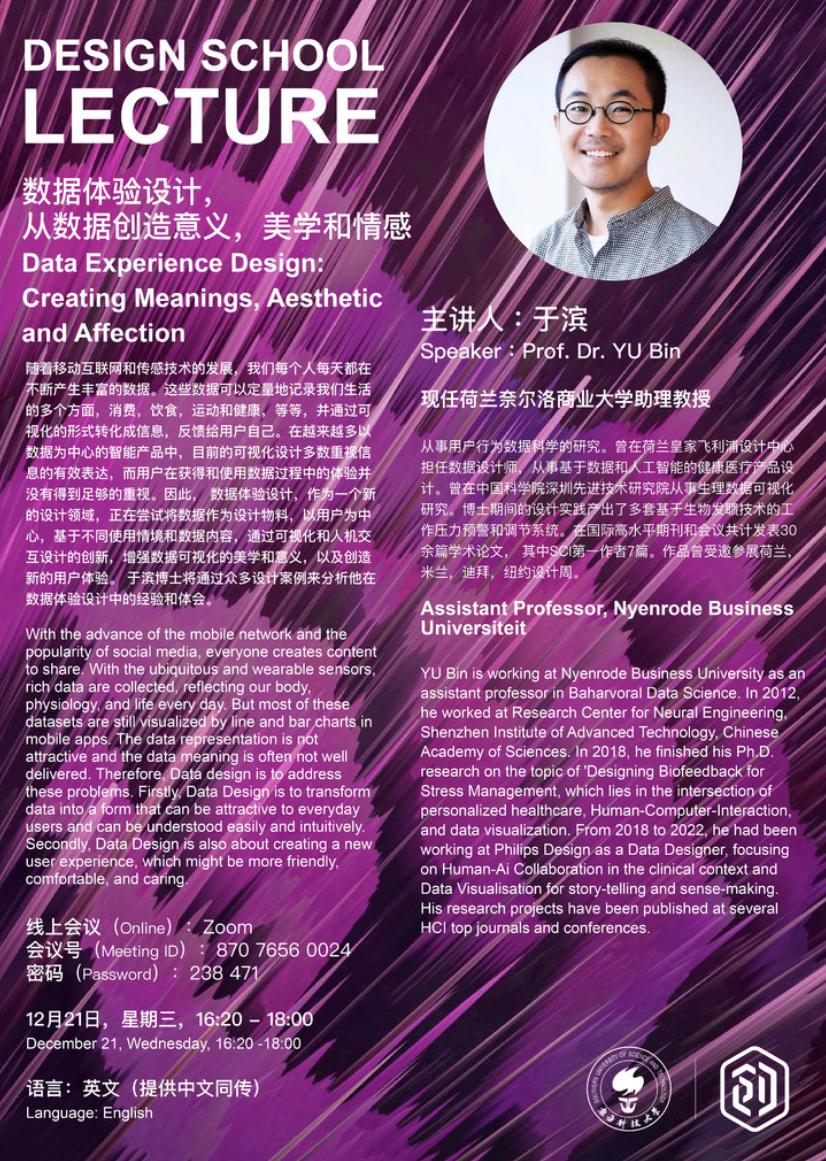 DESIGN SCHOOL
LECTURE
数据体验设计，
从数据创造意义，美学和情感
Data Experience Design:
Creating Meanings, Aesthetic
and Affection
随着移动互联网和传感技术的发展，我们每个人每天都在
不断产生丰富的数据。这些数据可以定量地记录我们生活
的多个方面，消费，饮食，运动和健康，等等，并通过可
视化的形式转化成信息，反馈给用户自己。在越来越多以
数据为中心的智能产品中，目前的可视化设计多数重视信
息的有效表达，而用户在获得和使用数据过程中的体验并
没有得到足够的重视。因此， 数据体验设计，作为一个新
的设计领域，正在尝试将数据作为设计物料，以用户为中
心，基于不同使用情境和数据内容，通过可视化和人机交
互设计的创新，增强数据可视化的美学和意义，以及创造
新的用户体验。 于滨博士将通过众多设计案例来分析他在
数据体验设计中的经验和体会。
With the advance of the mobile network and the
popularity of social media, everyone creates content
to share. With the ubiquitous and wearable sensors,
rich data are collected, reflecting our body,
physiology, and life every day. But most of these
datasets are still visualized by line and bar charts in
mobile apps. The data representation is not
attractive and the data meaning is often not well
delivered. Therefore, Data design is to address
these problems. Firstly, Data Design is to transform
data into a form that can be attractive to everyday
users and can be understood easily and intuitively.
Secondly, Data Design is also about creating a new
user experience, which might be more friendly,
comfortable, and caring.
线上会议（Online）：Zoom
会议号（Meeting ID）：870 7656 0024
密码（Password）：238 471
12月21日，星期三，16:20 – 18:00
December 21, Wednesday, 16:20 -18:00
语言：英文（提供中文同传）
Language: English
主讲人：于滨
Speaker：Prof. Dr. YU Bin
现任荷兰奈尔洛商业大学助理教授
从事用户行为数据科学的研究。曾在荷兰皇家飞利浦设计中心
担任数据设计师，从事基于数据和人工智能的健康医疗产品设
计。曾在中国科学院深圳先进技术研究院从事生理数据可视化
研究。博士期间的设计实践产出了多套基于生物反馈技术的工
作压力预警和调节系统。在国际高水平期刊和会议共计发表30
余篇学术论文， 其中SCI第一作者7篇。作品曾受邀参展荷兰，
米兰，迪拜，纽约设计周。
Assistant Professor, Nyenrode Business
Universiteit
YU Bin is working at Nyenrode Business University as an
assistant professor in Baharvoral Data Science. In 2012,
he worked at Research Center for Neural Engineering,
Shenzhen Institute of Advanced Technology, Chinese
Academy of Sciences. In 2018, he finished his Ph.D.
research on the topic of 'Designing Biofeedback for
Stress Management, which lies in the intersection of
personalized healthcare, Human-Computer-Interaction,
and data visualization. From 2018 to 2022, he had been
working at Philips Design as a Data Designer, focusing
on Human-Ai Collaboration in the clinical context and
Data Visualisation for story-telling and sense-making.
His research projects have been published at several
HCI top journals and conferences.
SOUTHERN UNIVERSITY OF SCIENCE AND TECHNOLOGY
南方科技大学